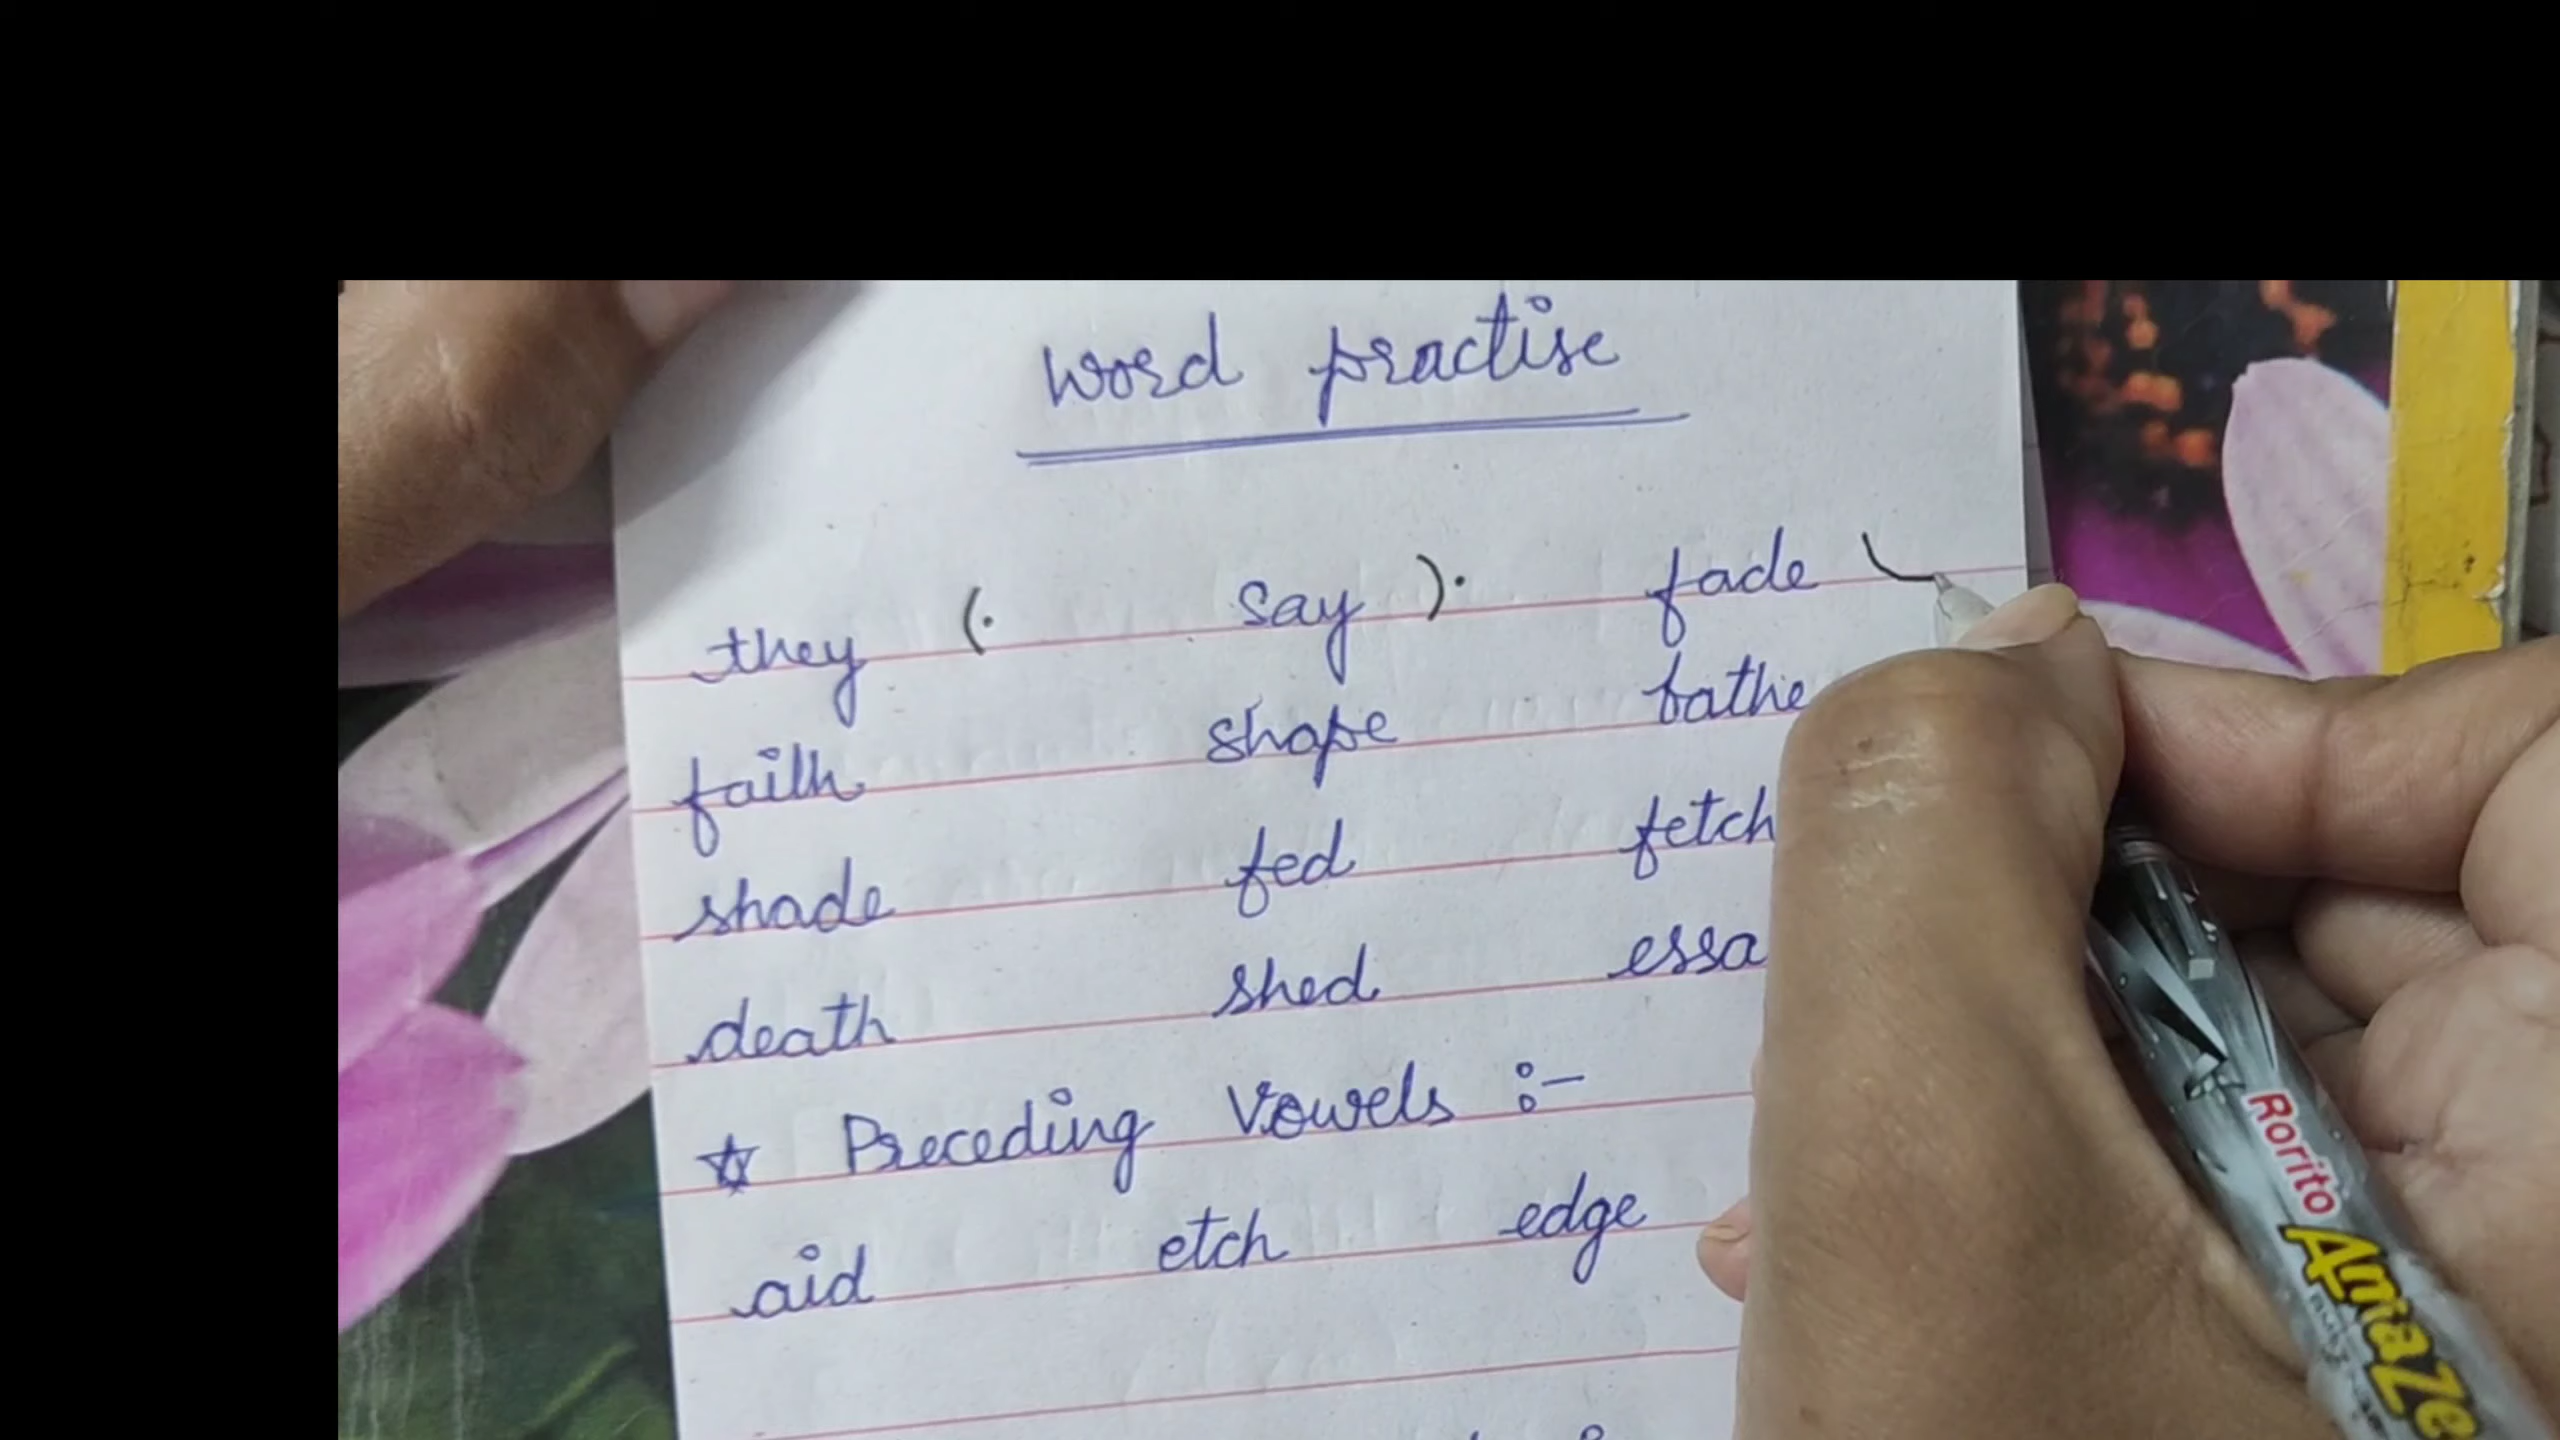 Word practise
they (· say )· fade
faith shape bathe
shade fed fetch
death shed essa
☆ Preceding Vowels :-
aid etch edge
Rorito
AmaZe